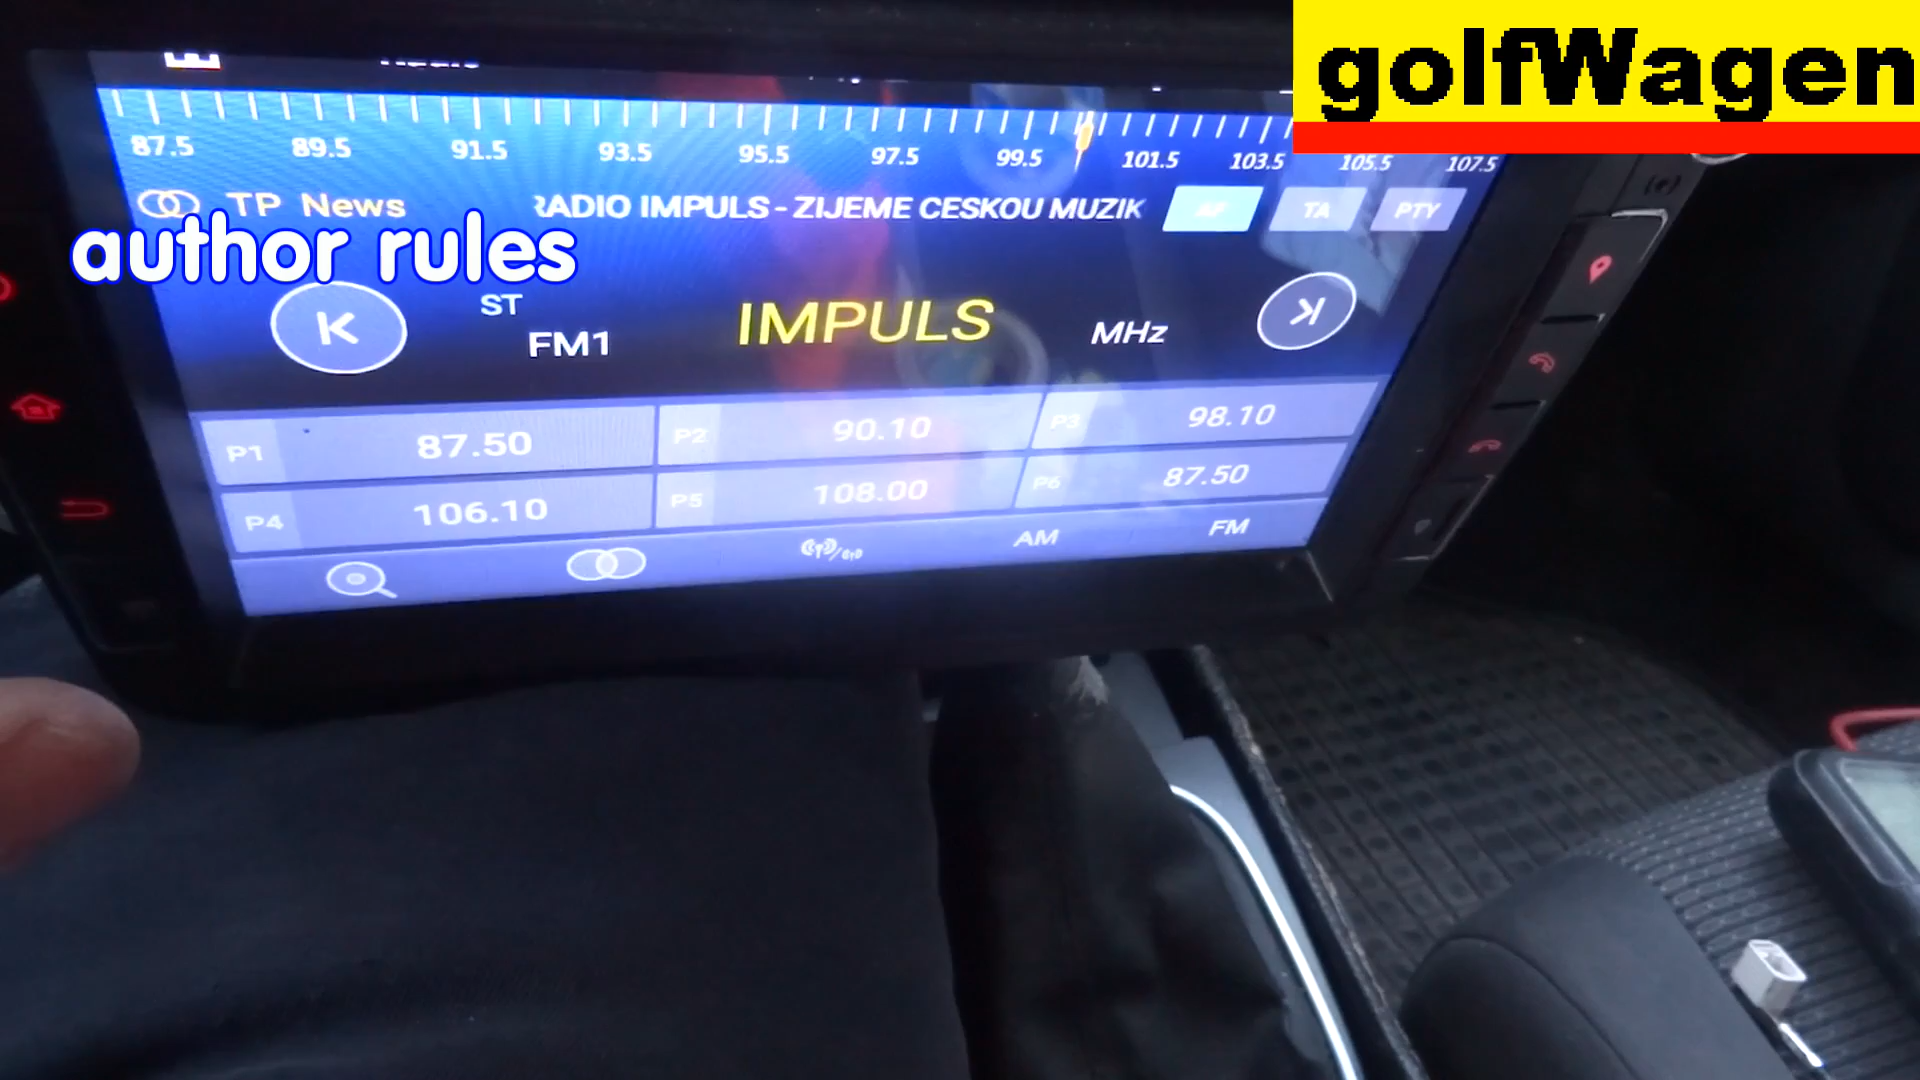 golfWagen
87.5 89.5 91.5 93.5 95.5 97.5 99.5 101.5 103.5 105.5 107.5
TP News RADIO IMPULS - ZIJEME CESKOU MUZIK AF TA PTY
author rules
ST
FM1 IMPULS MHz
P1 87.50 P2 90.10 P3 98.10
P4 106.10 P5 108.00 P6 87.50
AM FM